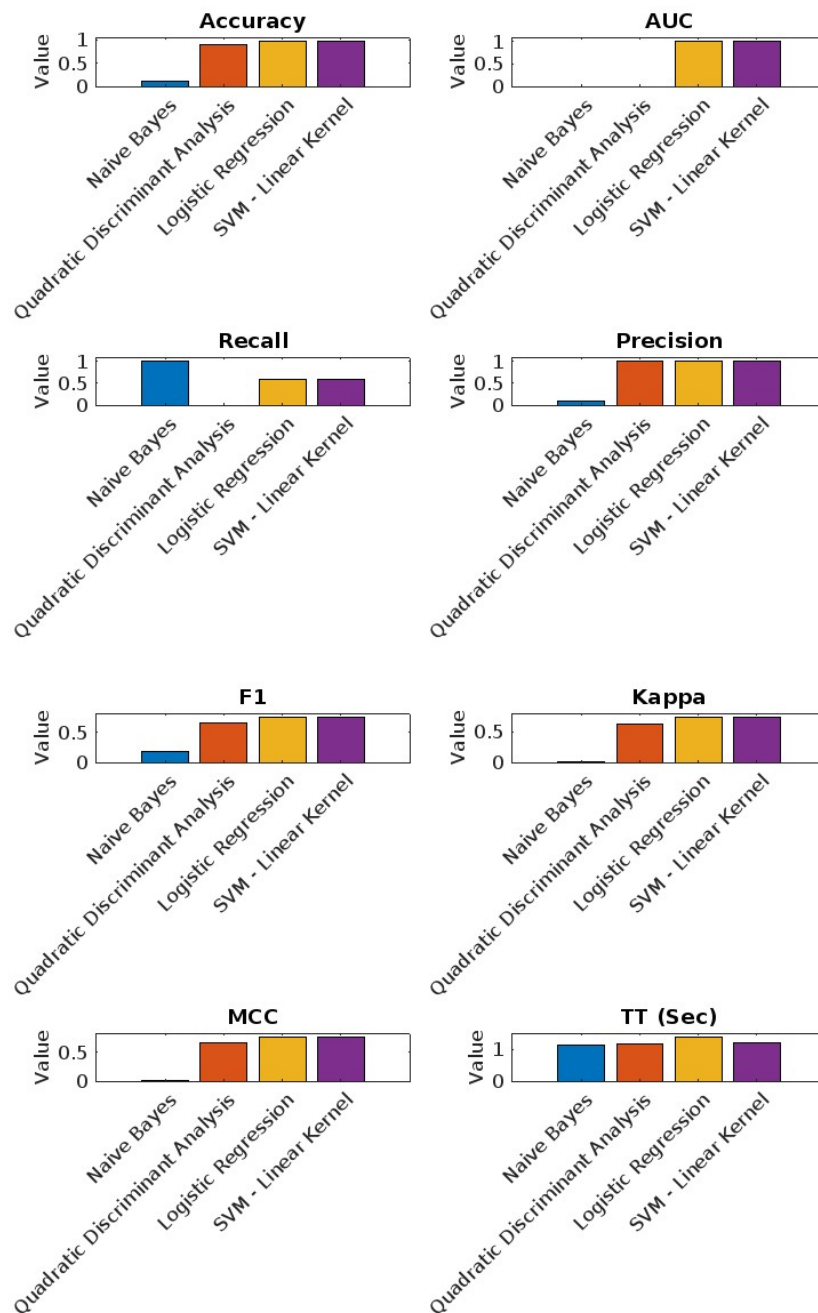 Accuracy
Value
1
0.5
0
Naive Bayes
Quadratic Discriminant Analysis
Logistic Regression
SVM - Linear Kernel
AUC
Value
1
0.5
0
Naive Bayes
Quadratic Discriminant Analysis
Logistic Regression
SVM - Linear Kernel
Recall
Value
1
0.5
0
Naive Bayes
Quadratic Discriminant Analysis
Logistic Regression
SVM - Linear Kernel
Precision
Value
1
0.5
0
Naive Bayes
Quadratic Discriminant Analysis
Logistic Regression
SVM - Linear Kernel
F1
Value
0.5
0
Naive Bayes
Quadratic Discriminant Analysis
Logistic Regression
SVM - Linear Kernel
Kappa
Value
0.5
0
Naive Bayes
Quadratic Discriminant Analysis
Logistic Regression
SVM - Linear Kernel
MCC
Value
0.5
0
Naive Bayes
Quadratic Discriminant Analysis
Logistic Regression
SVM - Linear Kernel
TT (Sec)
Value
1
0
Naive Bayes
Quadratic Discriminant Analysis
Logistic Regression
SVM - Linear Kernel